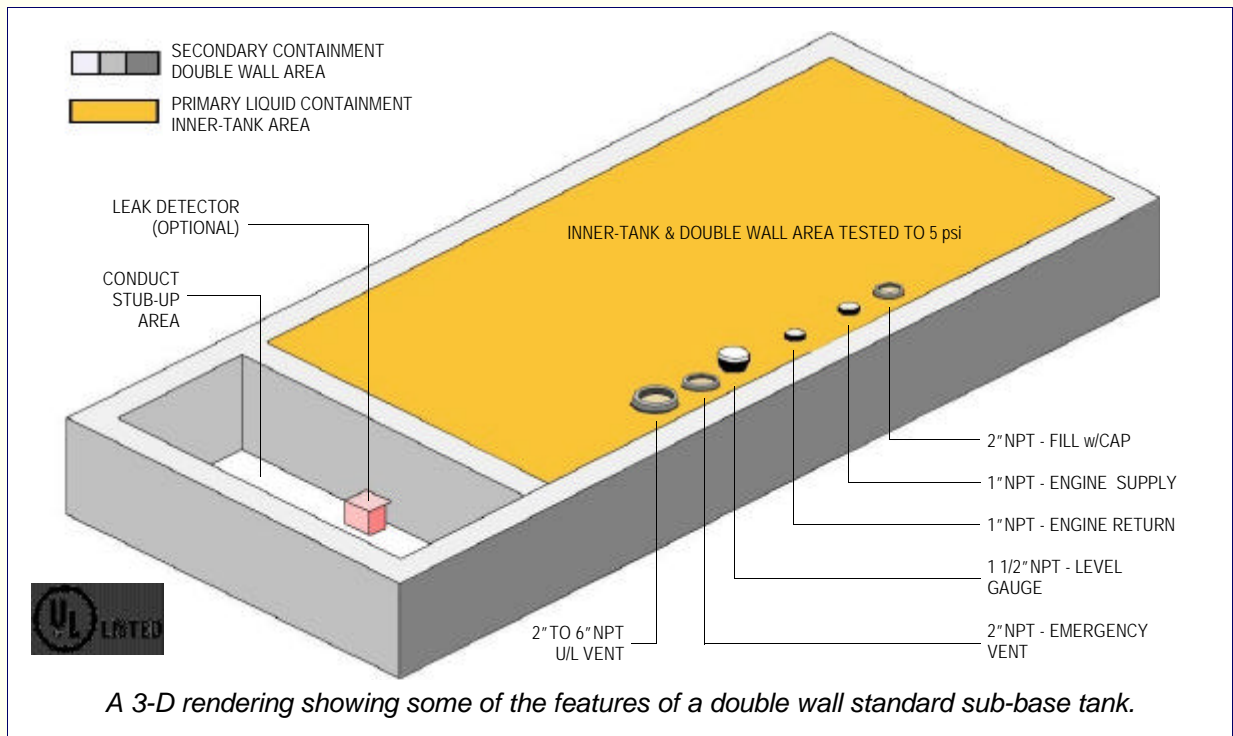 SECONDARY CONTAINMENT
DOUBLE WALL AREA
PRIMARY LIQUID CONTAINMENT
INNER-TANK AREA
LEAK DETECTOR
(OPTIONAL)
CONDUCT
STUB-UP
AREA
INNER-TANK & DOUBLE WALL AREA TESTED TO 5 psi
2" NPT - FILL w/CAP
1" NPT - ENGINE SUPPLY
1" NPT - ENGINE RETURN
1 1/2" NPT - LEVEL
GAUGE
2" NPT - EMERGENCY
VENT
2" TO 6" NPT
U/L VENT
UL LISTED
A 3-D rendering showing some of the features of a double wall standard sub-base tank.